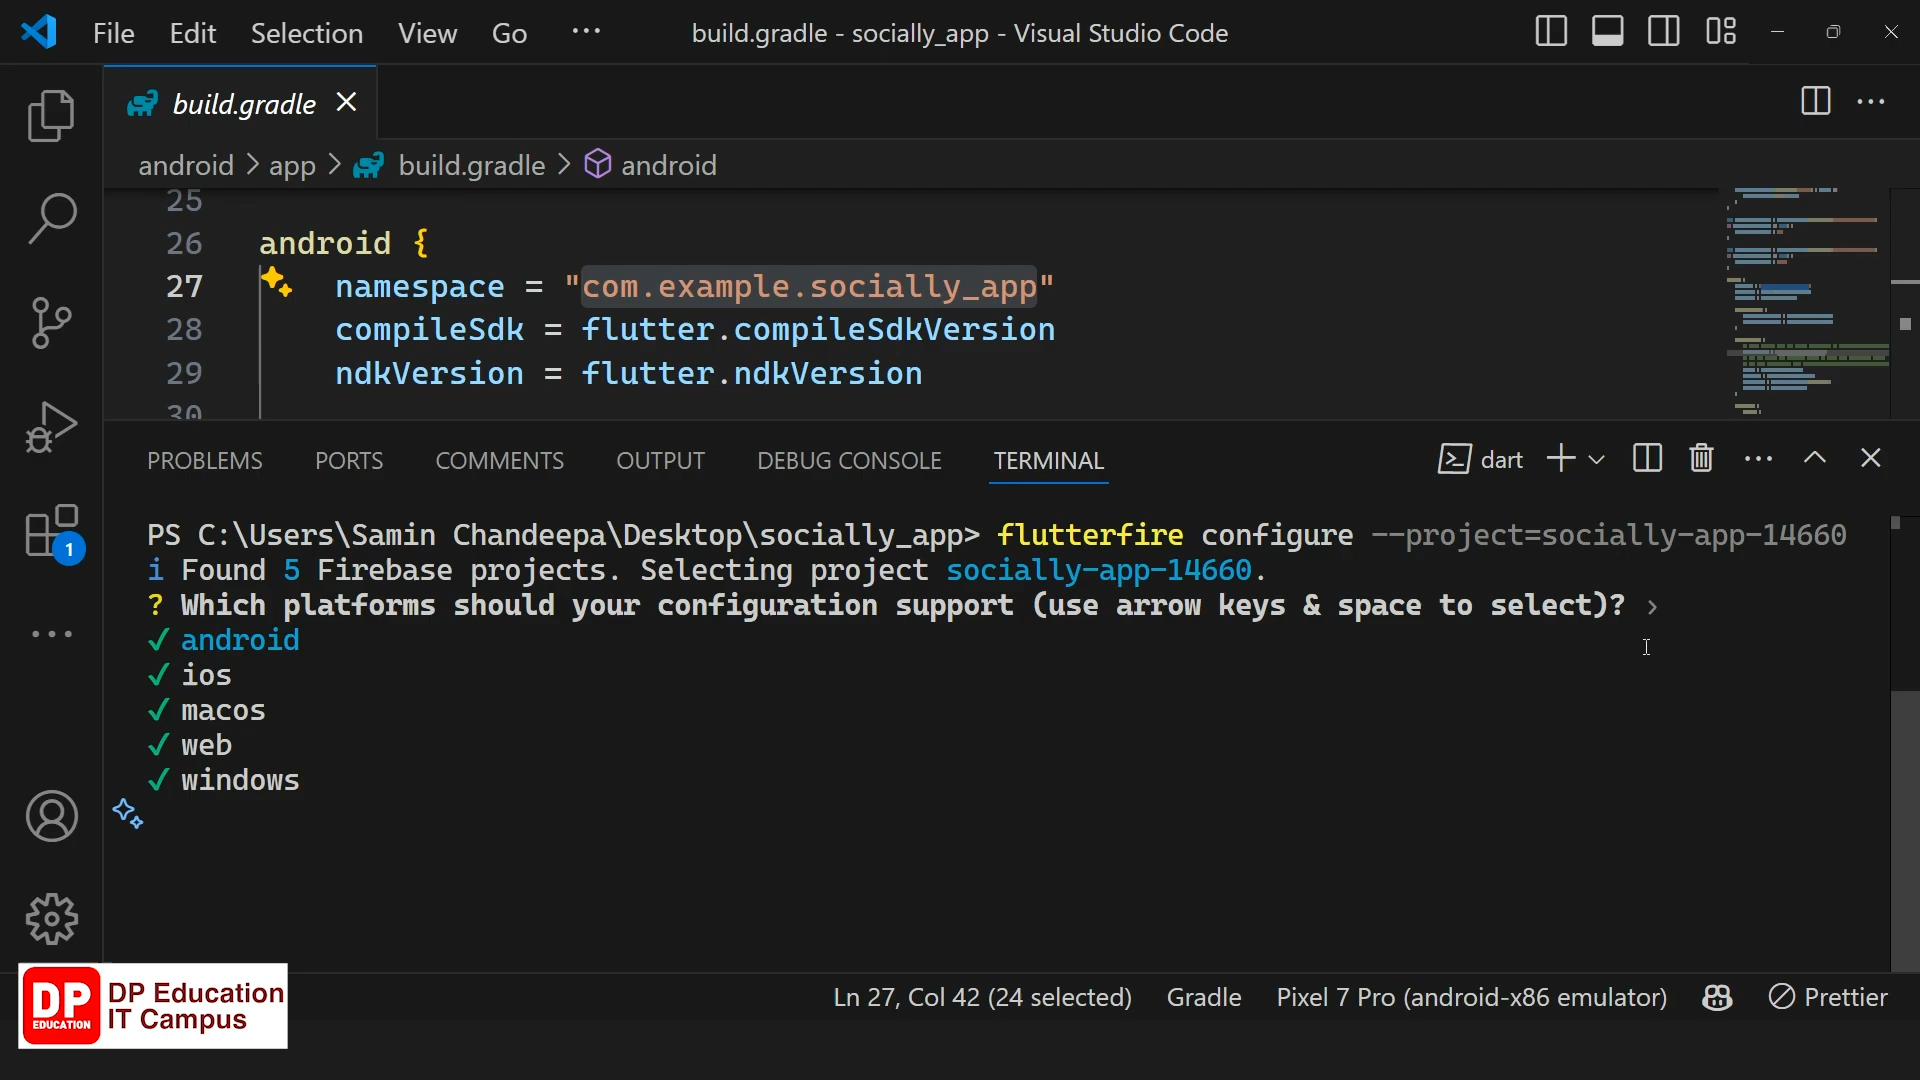 File Edit Selection View Go ··· build.gradle - socially_app - Visual Studio Code
build.gradle
android > app > build.gradle > android
25
26 android {
27 namespace = "com.example.socially_app"
28 compileSdk = flutter.compileSdkVersion
29 ndkVersion = flutter.ndkVersion
30
PROBLEMS PORTS COMMENTS OUTPUT DEBUG CONSOLE TERMINAL dart
PS C:\Users\Samin Chandeepa\Desktop\socially_app> flutterfire configure --project=socially-app-14660
i Found 5 Firebase projects. Selecting project socially-app-14660.
? Which platforms should your configuration support (use arrow keys & space to select)? ›
✓ android
✓ ios
✓ macos
✓ web
✓ windows
1
DP EDUCATION
DP Education
IT Campus
Ln 27, Col 42 (24 selected) Gradle Pixel 7 Pro (android-x86 emulator) Prettier